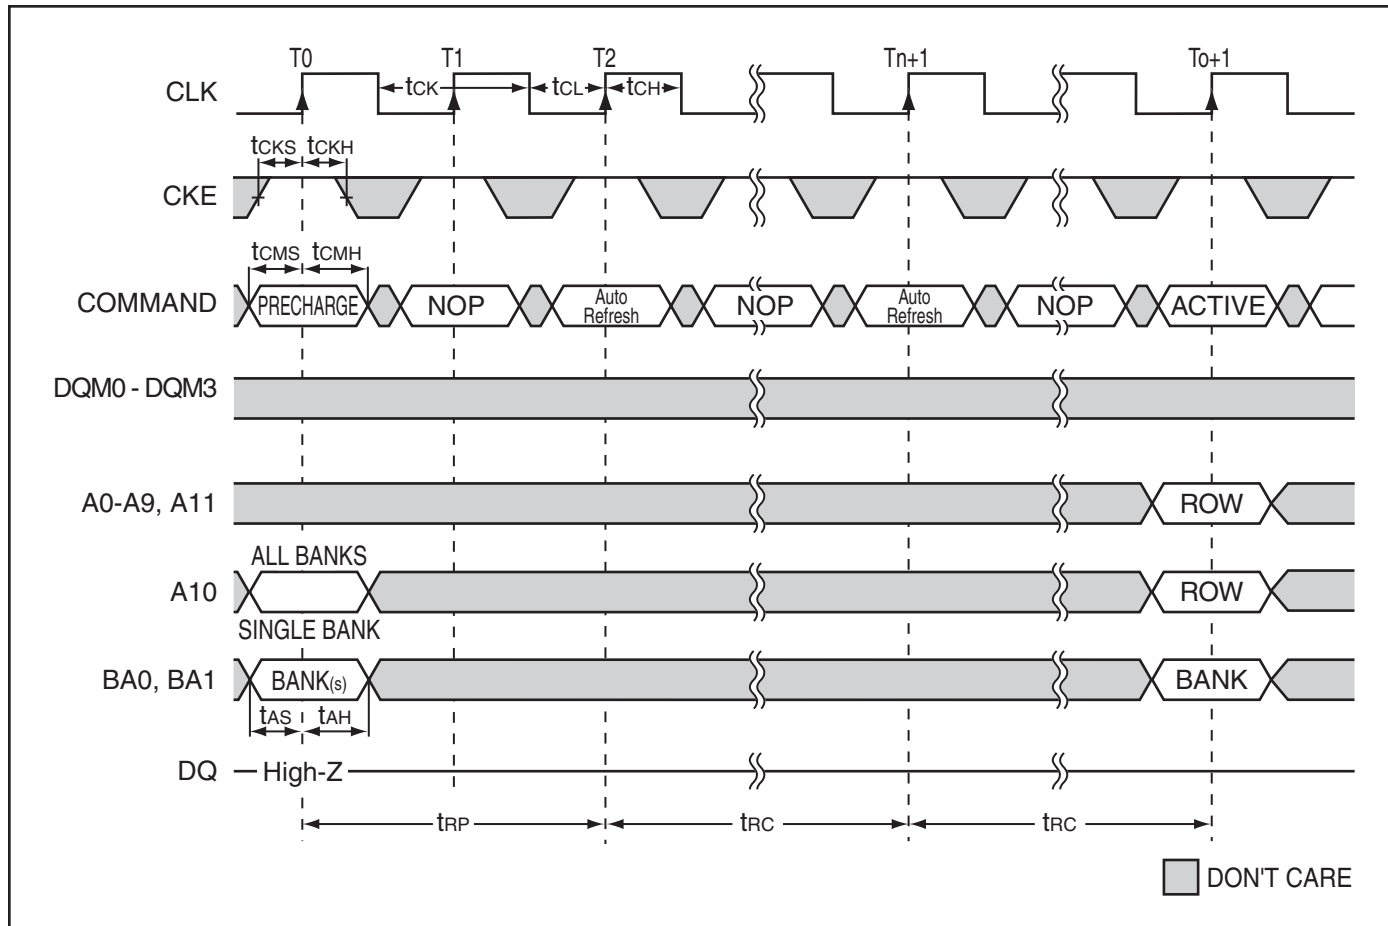 T0 T1 T2 Tn+1 To+1
CLK tCK tCL tCH
tCKS tCKH
CKE
tCMS tCMH
COMMAND PRECHARGE NOP Auto Refresh NOP Auto Refresh NOP ACTIVE
DQM0 - DQM3
A0-A9, A11 ROW
ALL BANKS
A10 ROW
SINGLE BANK
BA0, BA1 BANK(s) BANK
tAS tAH
DQ High-Z
tRP tRC tRC
DON'T CARE